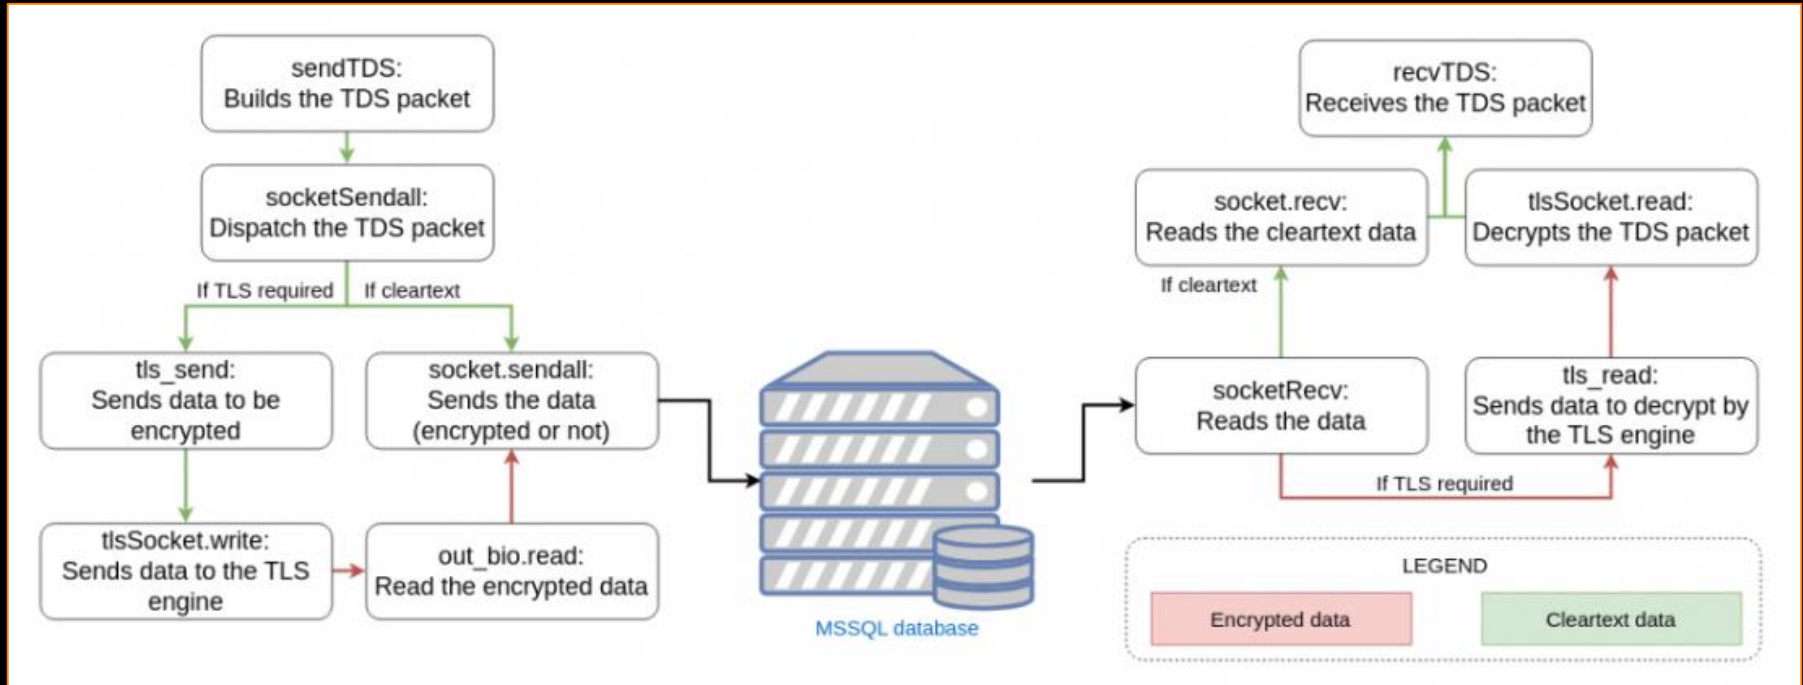 sendTDS:
Builds the TDS packet
socketSendall:
Dispatch the TDS packet
If TLS required
If cleartext
tls_send:
Sends data to be
encrypted
socket.sendall:
Sends the data
(encrypted or not)
tlsSocket.write:
Sends data to the TLS
engine
out_bio.read:
Read the encrypted data
MSSQL database
recvTDS:
Receives the TDS packet
socket.recv:
Reads the cleartext data
tlsSocket.read:
Decrypts the TDS packet
If cleartext
socketRecv:
Reads the data
tls_read:
Sends data to decrypt by
the TLS engine
If TLS required
LEGEND
Encrypted data
Cleartext data